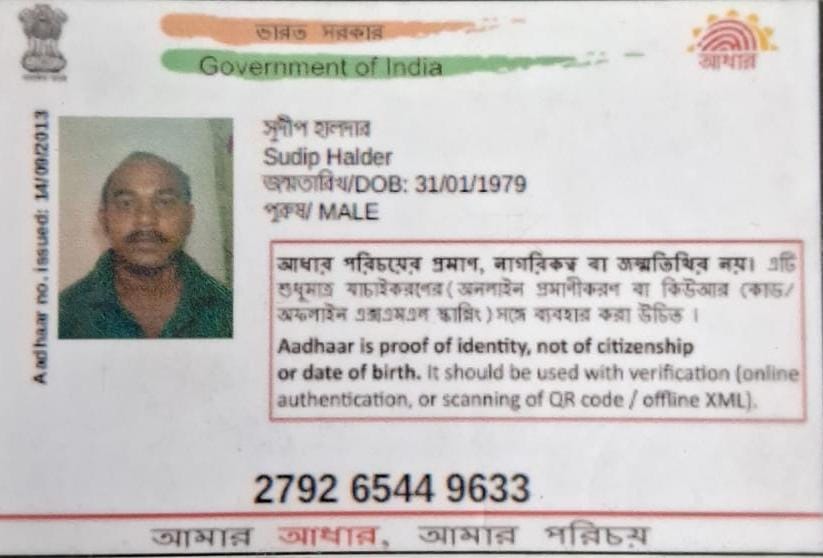 ভারত সরকার
Government of India
আধার
Aadhaar no. issued: 14/09/2013
সুদীপ হালদার
Sudip Halder
জন্মতারিখ/DOB: 31/01/1979
পুরুষ/ MALE
আধার পরিচয়ের প্রমাণ, নাগরিকত্ব বা জন্মতিথির নয়। এটি
শুধুমাত্র যাচাইকরণের (অনলাইন প্রমাণীকরণ বা কিউআর কোড/
অফলাইন এক্সএমএল স্ক্যানিং) সঙ্গে ব্যবহার করা উচিত ।
Aadhaar is proof of identity, not of citizenship
or date of birth. It should be used with verification (online
authentication, or scanning of QR code / offline XML).
2792 6544 9633
আমার আধার, আমার পরিচয়